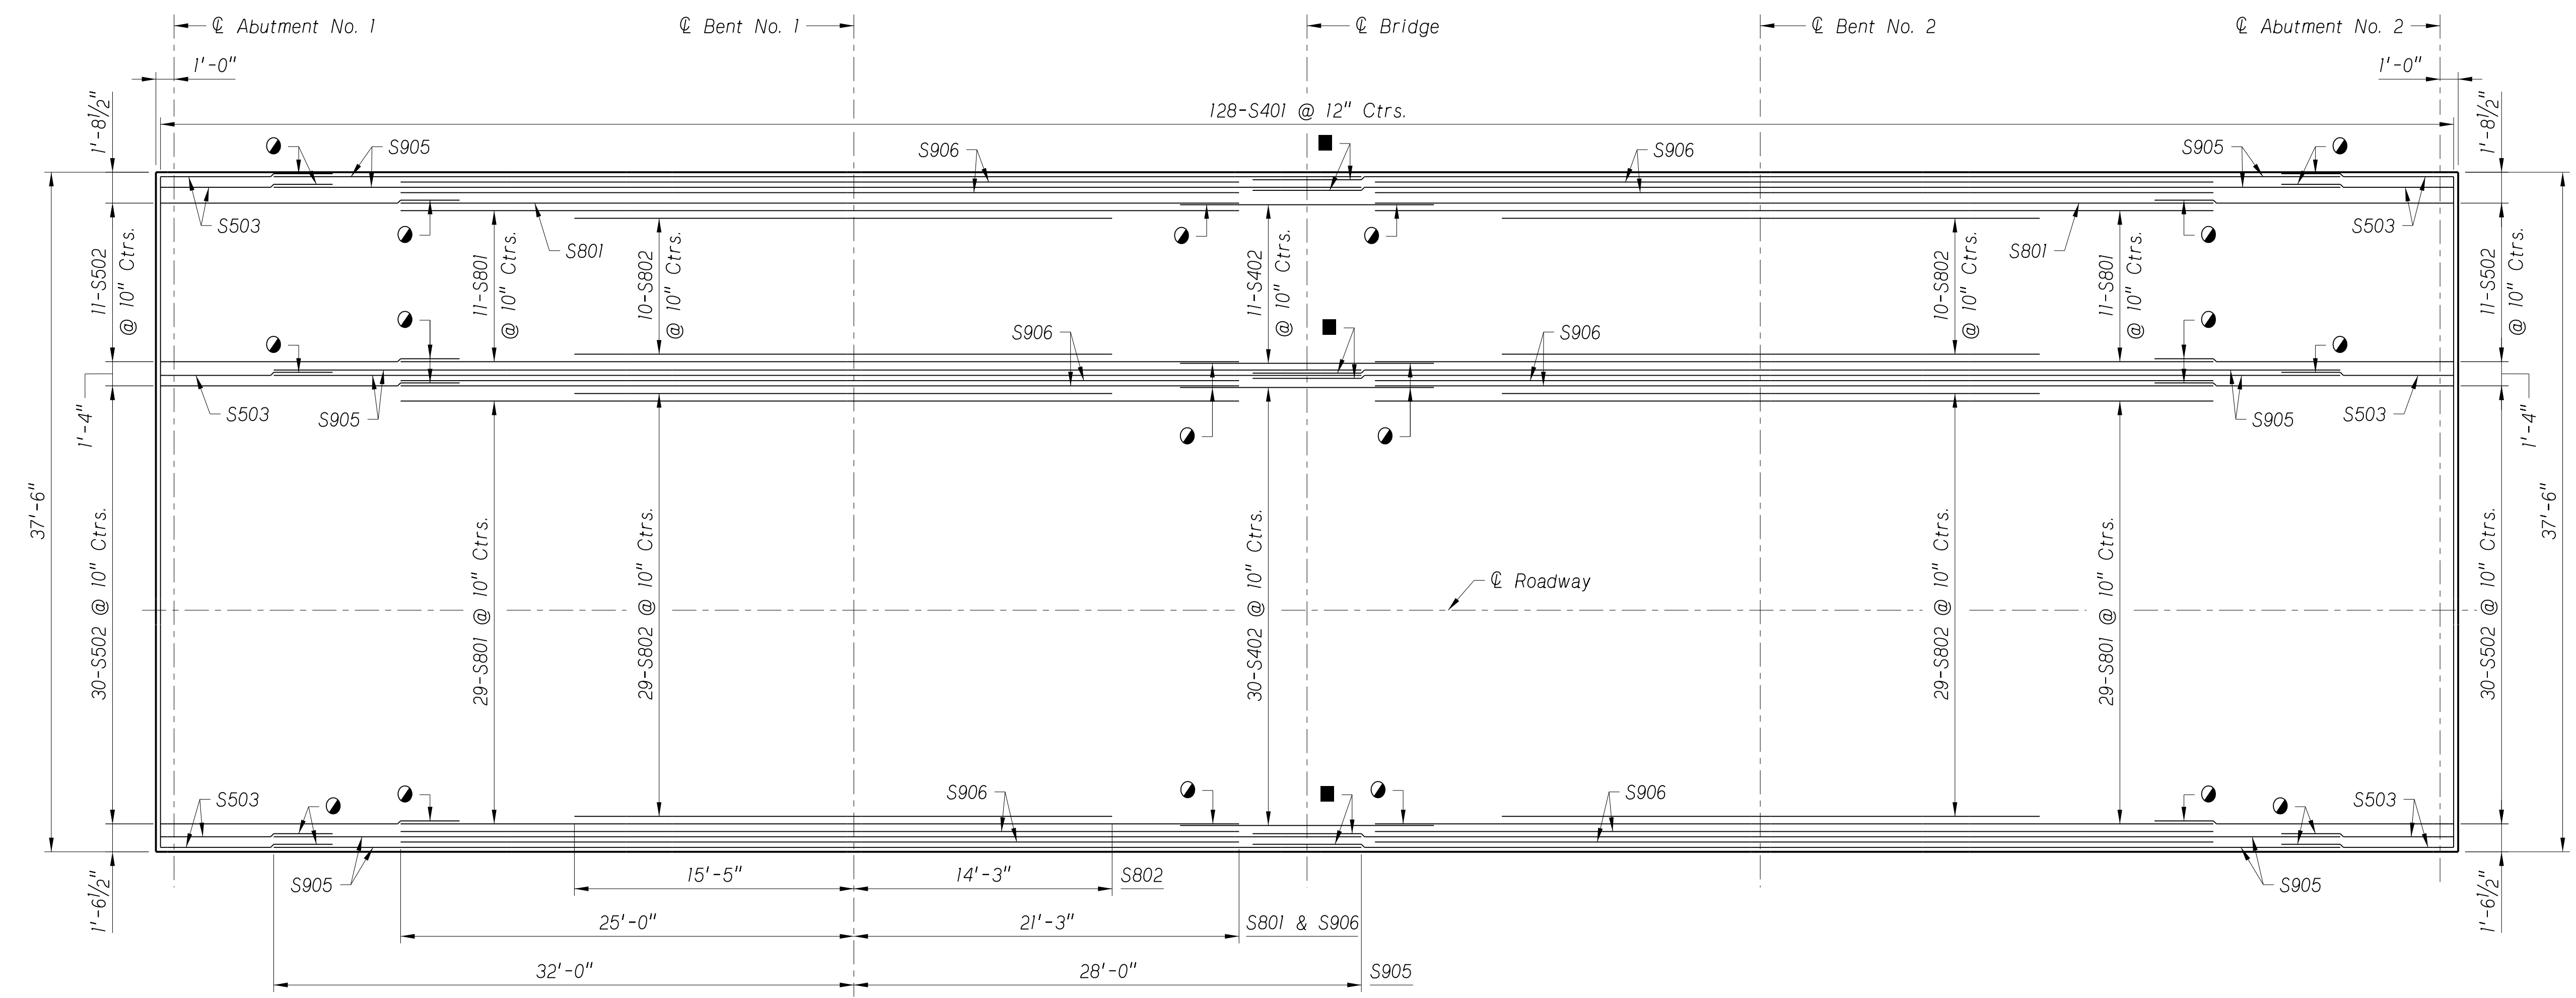 ℄ Abutment No. 1
℄ Bent No. 1
℄ Bridge
℄ Bent No. 2
℄ Abutment No. 2
1'-0"
1'-0"
128-S401 @ 12" Ctrs.
1'-8½"
1'-8½"
S905
S906
S906
S905
S503
S801
S801
S503
11-S502
@ 10" Ctrs.
11-S801
@ 10" Ctrs.
10-S802
@ 10" Ctrs.
11-S402
@ 10" Ctrs.
10-S802
@ 10" Ctrs.
11-S801
@ 10" Ctrs.
11-S502
@ 10" Ctrs.
S906
S906
1'-4"
S503
S905
S905
S503
1'-4"
37'-6"
30-S502 @ 10" Ctrs.
29-S801 @ 10" Ctrs.
29-S802 @ 10" Ctrs.
30-S402 @ 10" Ctrs.
℄ Roadway
29-S802 @ 10" Ctrs.
29-S801 @ 10" Ctrs.
30-S502 @ 10" Ctrs.
37'-6"
S503
S906
S906
S503
1'-6½"
S905
15'-5"
14'-3"
S802
S905
1'-6½"
25'-0"
21'-3"
S801 & S906
32'-0"
28'-0"
S905